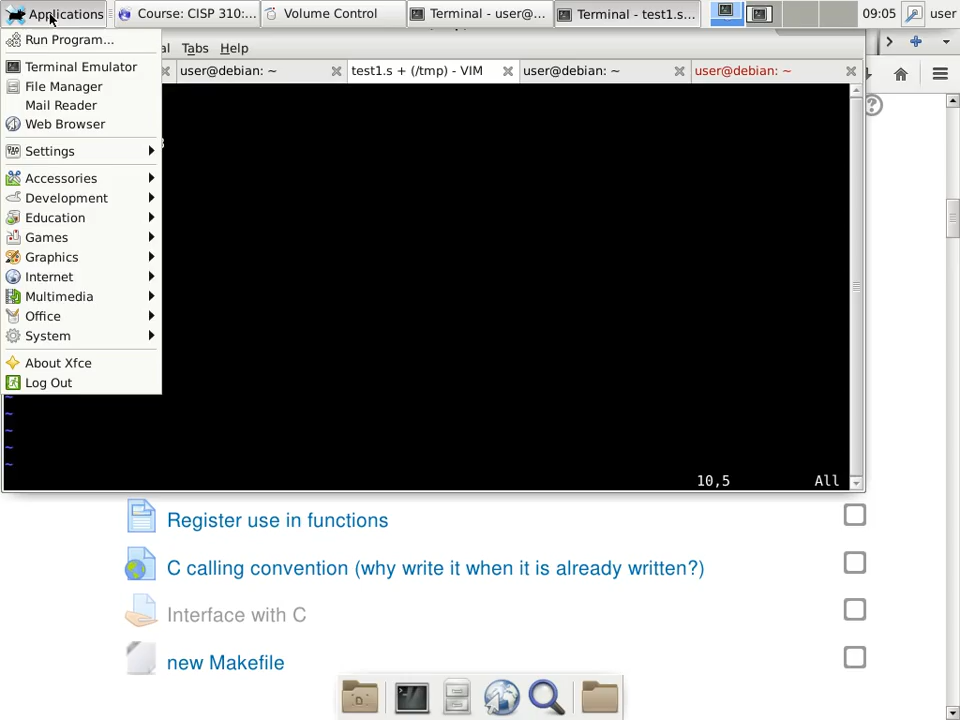 Applications
Course: CISP 310:...
Volume Control
Terminal - user@...
Terminal - test1.s...
09:05
user
Run Program...
Terminal Emulator
File Manager
Mail Reader
Web Browser
Settings
Accessories
Development
Education
Games
Graphics
Internet
Multimedia
Office
System
About Xfce
Log Out
Tabs
Help
user@debian: ~
test1.s + (/tmp) - VIM
user@debian: ~
user@debian: ~
~
~
~
~
~
10,5
All
Register use in functions
C calling convention (why write it when it is already written?)
Interface with C
new Makefile